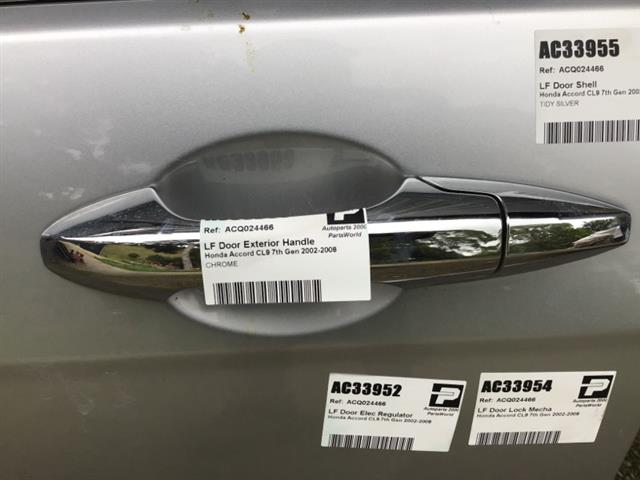 AC33955
Ref: ACQ024466
LF Door Shell
Honda Accord CL9 7th Gen
TIDY SILVER
Ref: ACQ024466
P
Autoparts 2000
PartsWorld
LF Door Exterior Handle
Honda Accord CL9 7th Gen 2002-2008
CHROME
AC33952
P
Ref: ACQ024466
Autoparts 2000
PartsWorld
LF Door Elec Regulator
Honda Accord CL9 7th Gen 2002-2008
AC33954
P
Ref: ACQ024466
Autoparts 2000
PartsWorld
LF Door Lock Mecha
Honda Accord CL9 7th Gen 2002-2008